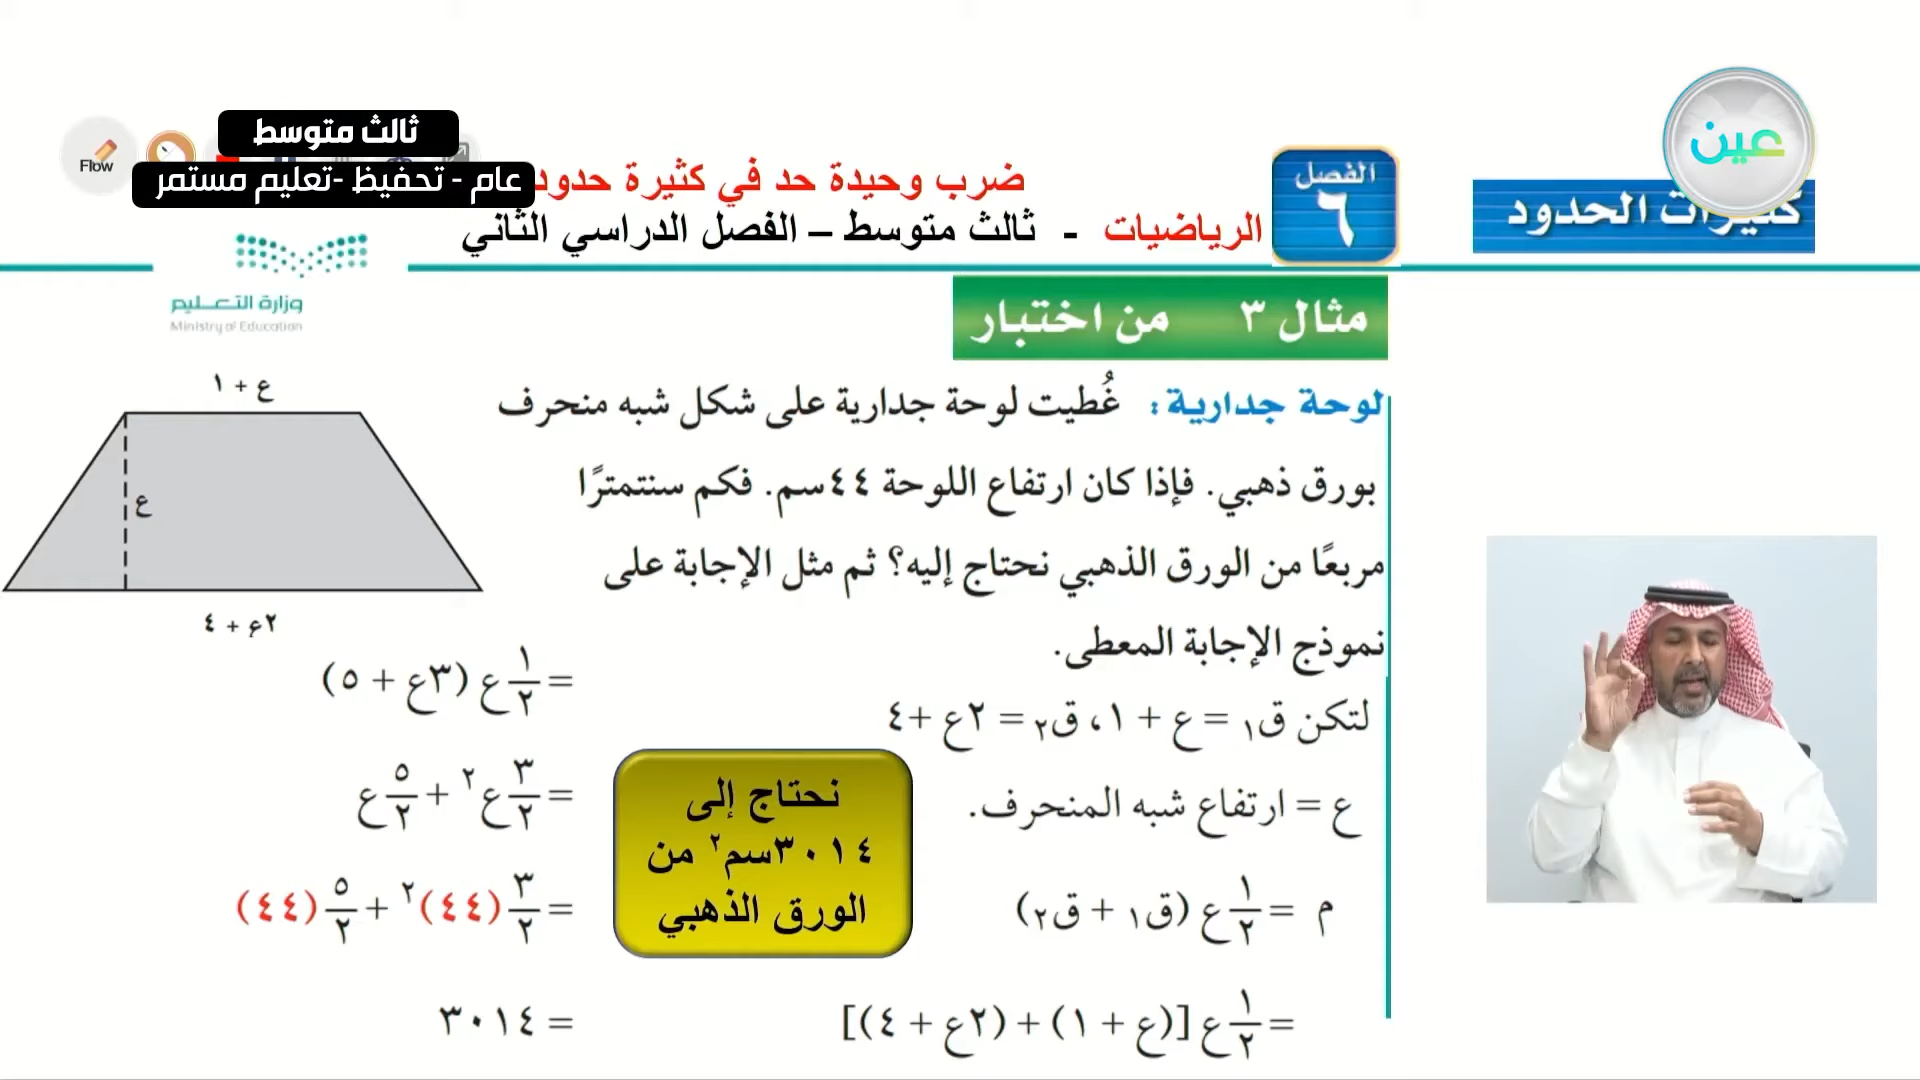 عين
كثيرات الحدود
الفصل
٦
ثالث متوسط
عام - تحفيظ -تعليم مستمر
Flow
ضرب وحيدة حد في كثيرة حدود
الرياضيات - ثالث متوسط – الفصل الدراسي الثاني
وزارة التعليم
Ministry of Education
مثال ٣ من اختبار
لوحة جدارية: غُطيت لوحة جدارية على شكل شبه منحرف
بورق ذهبي. فإذا كان ارتفاع اللوحة ٤٤سم. فكم سنتمترًا
مربعًا من الورق الذهبي نحتاج إليه؟ ثم مثل الإجابة على
نموذج الإجابة المعطى.
ع + ١
ع
٢ع + ٤
لتكن ق١ = ع + ١، ق٢ = ٢ع +٤
ع = ارتفاع شبه المنحرف.
م = ١/٢ ع (ق١ + ق٢)
= ١/٢ ع [(ع + ١) + (٢ع + ٤)]
= ١/٢ ع (٣ع + ٥)
= ٣/٢ ع٢ + ٥/٢ ع
= ٣/٢ (٤٤)٢ + ٥/٢ (٤٤)
= ٣٠١٤
نحتاج إلى
٣٠١٤سم٢ من
الورق الذهبي